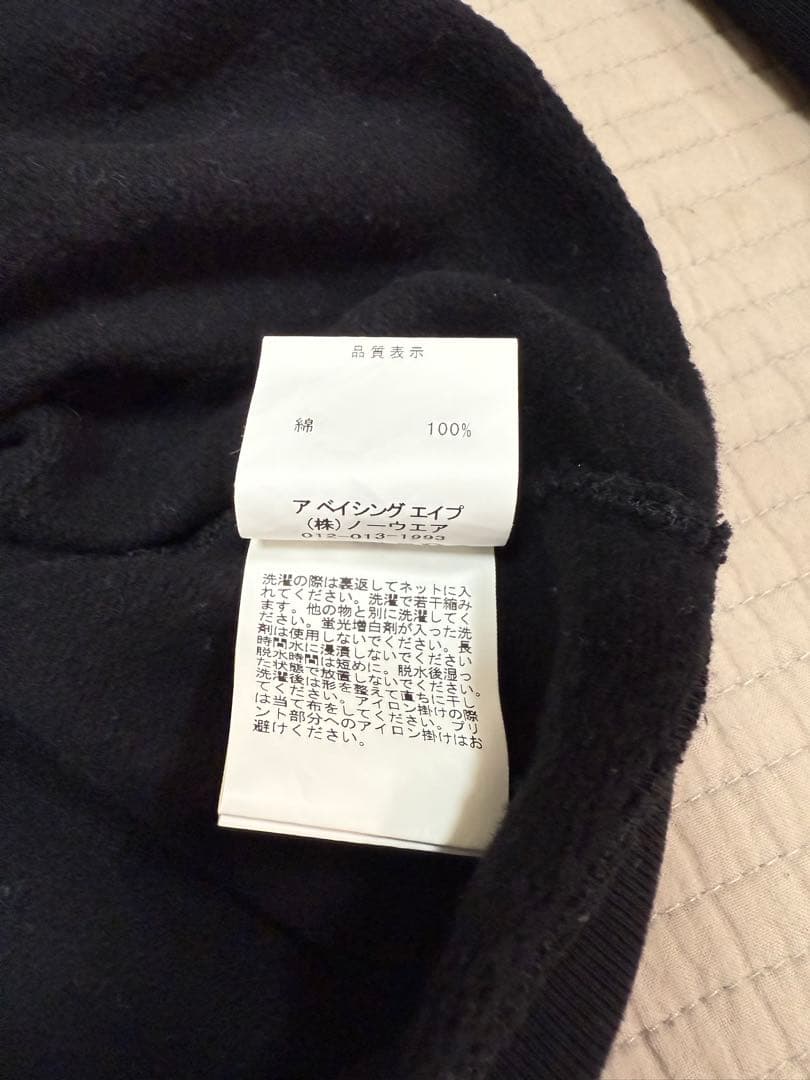 品質表示
綿 100%
ア ベイシング エイプ
(株)ノーウエア
012-013-1993
洗濯の際は裏返してネットに入
れてください。洗濯で若干縮み
ます。他の物と別に洗濯してく
ださい。蛍光増白剤が入った洗
剤は使用しないでください。長
時間水に浸漬しないでください
脱水時間は短めに。脱水後湿っ
た状態で放置しないでください。
洗濯後は形を整えて直ちに干し
てください。アイロン掛けの際
は当て布をしてください。プリ
ント部分へのアイロン掛けはお
避けください。